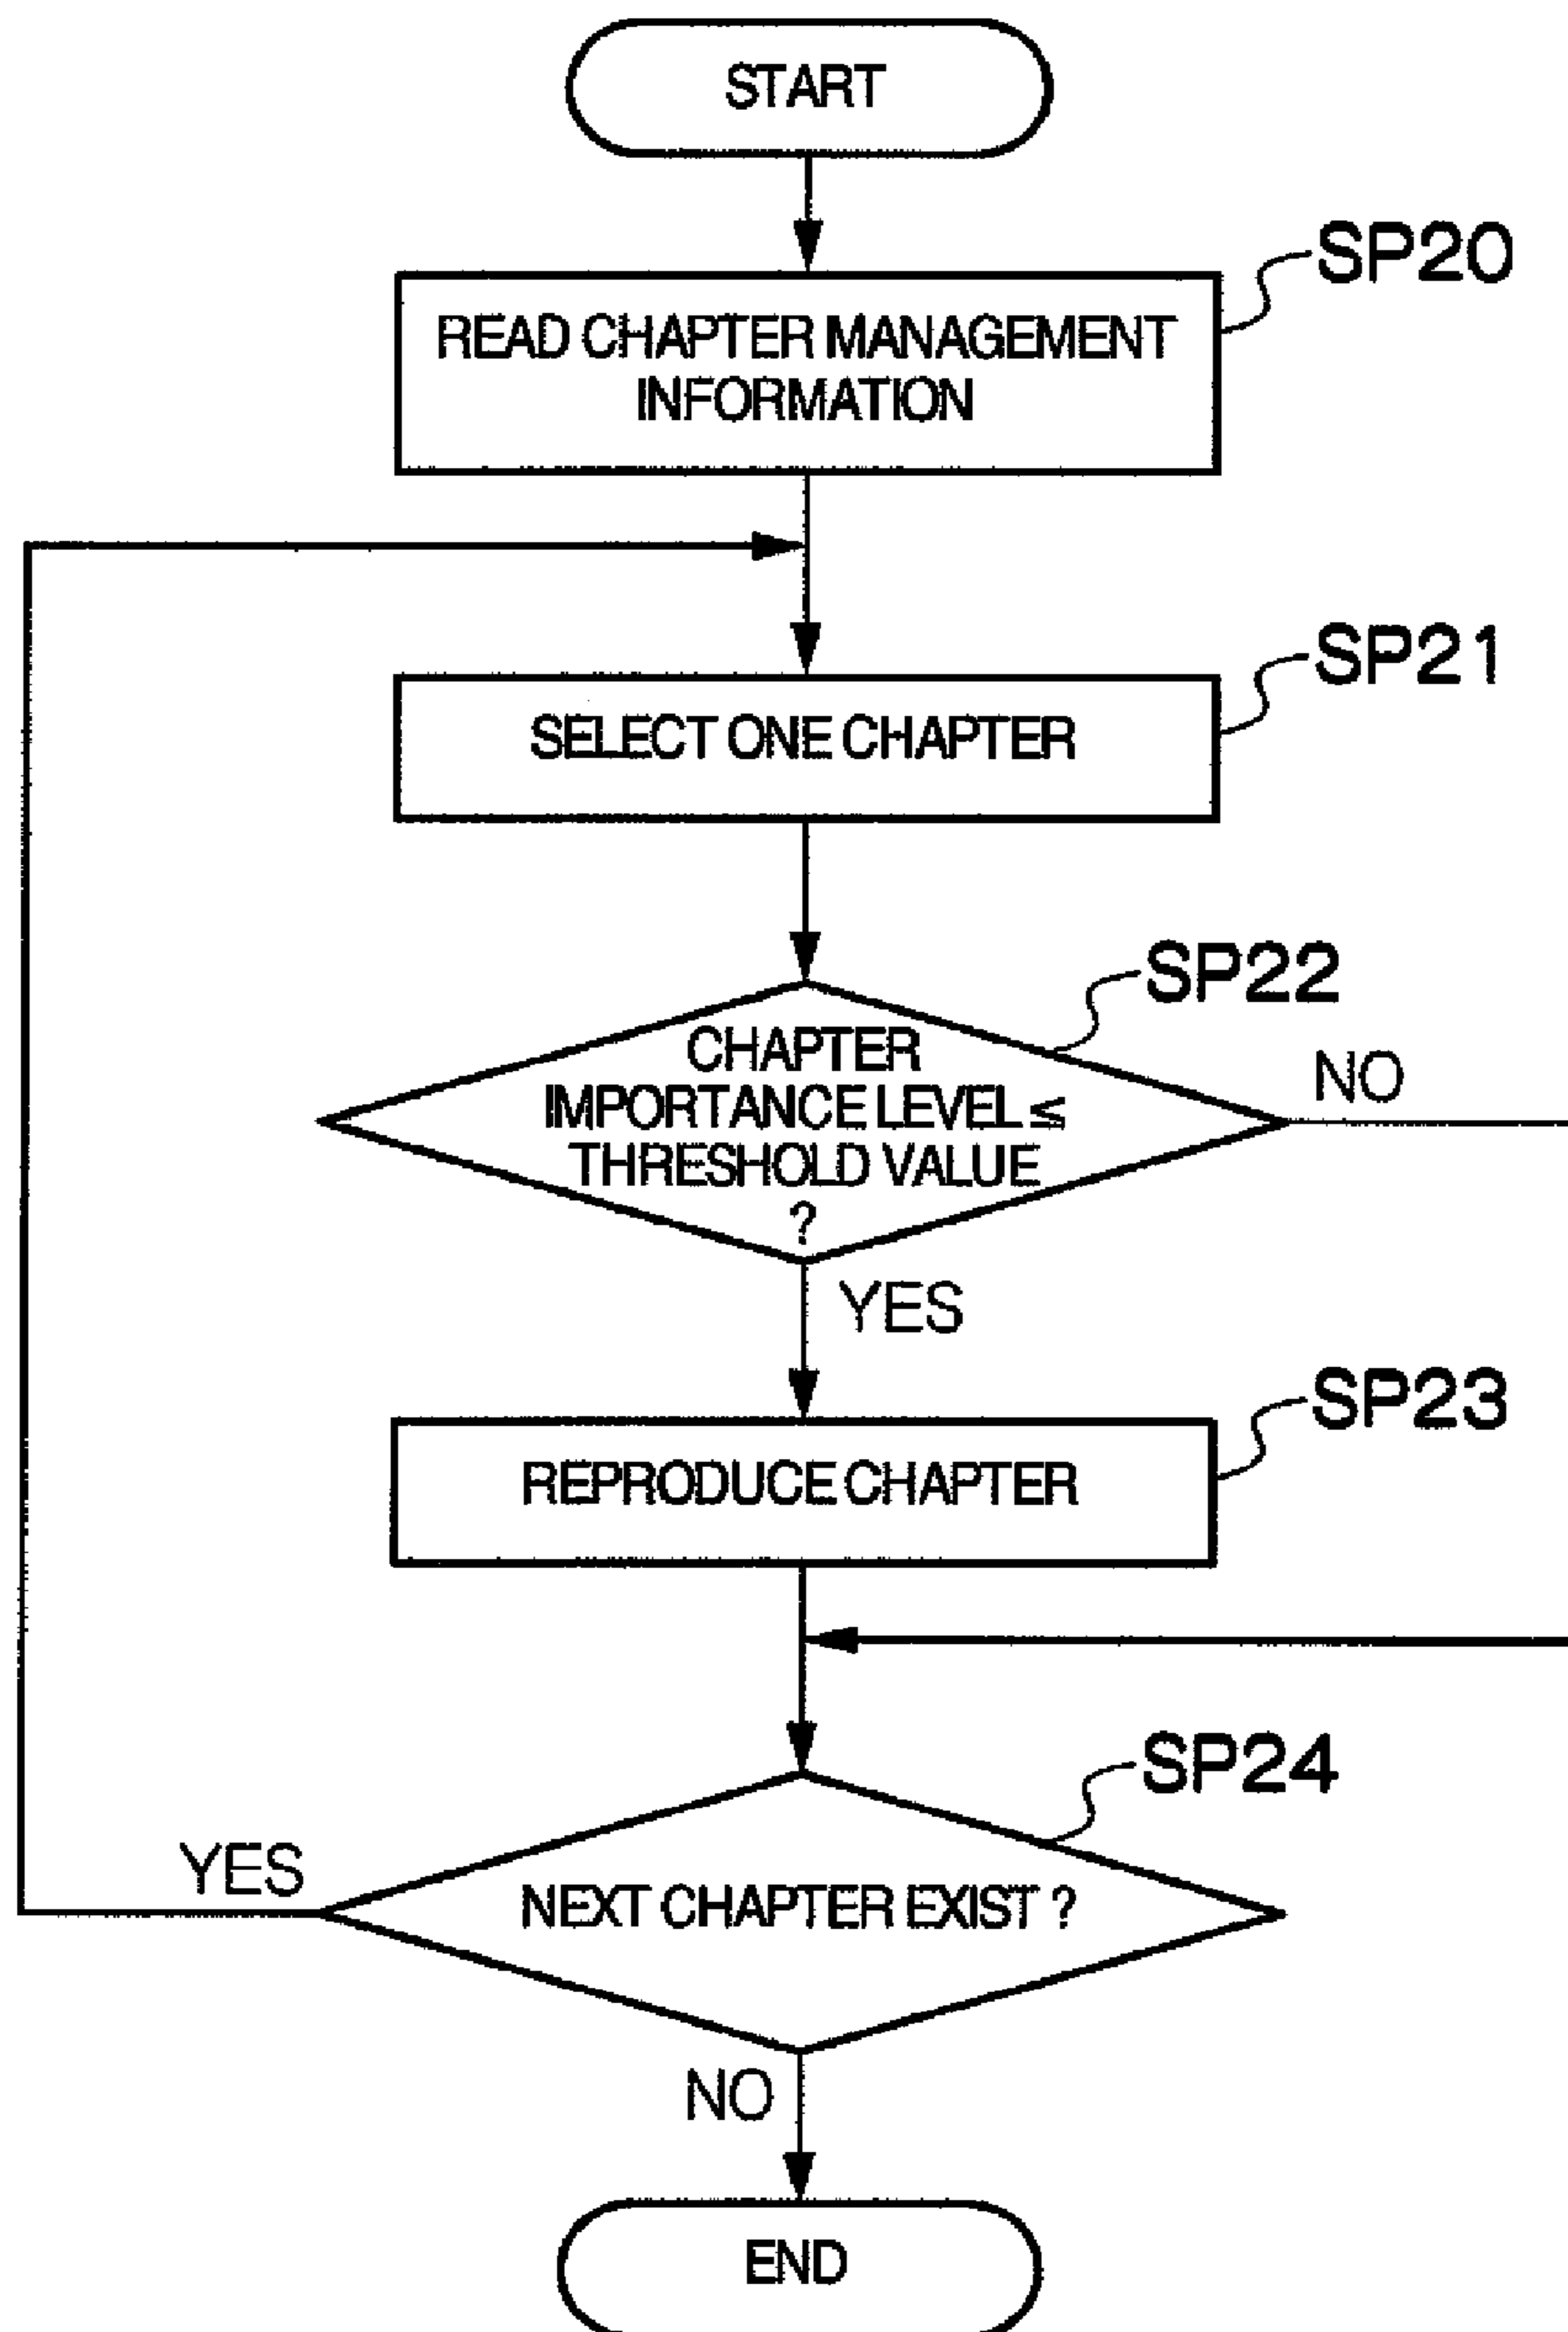 START
SP20
READ CHAPTER MANAGEMENT
INFORMATION
SP21
SELECT ONE CHAPTER
SP22
CHAPTER
IMPORTANCE LEVEL ≤
THRESHOLD VALUE
?
NO
YES
SP23
REPRODUCE CHAPTER
SP24
YES
NEXT CHAPTER EXIST ?
NO
END